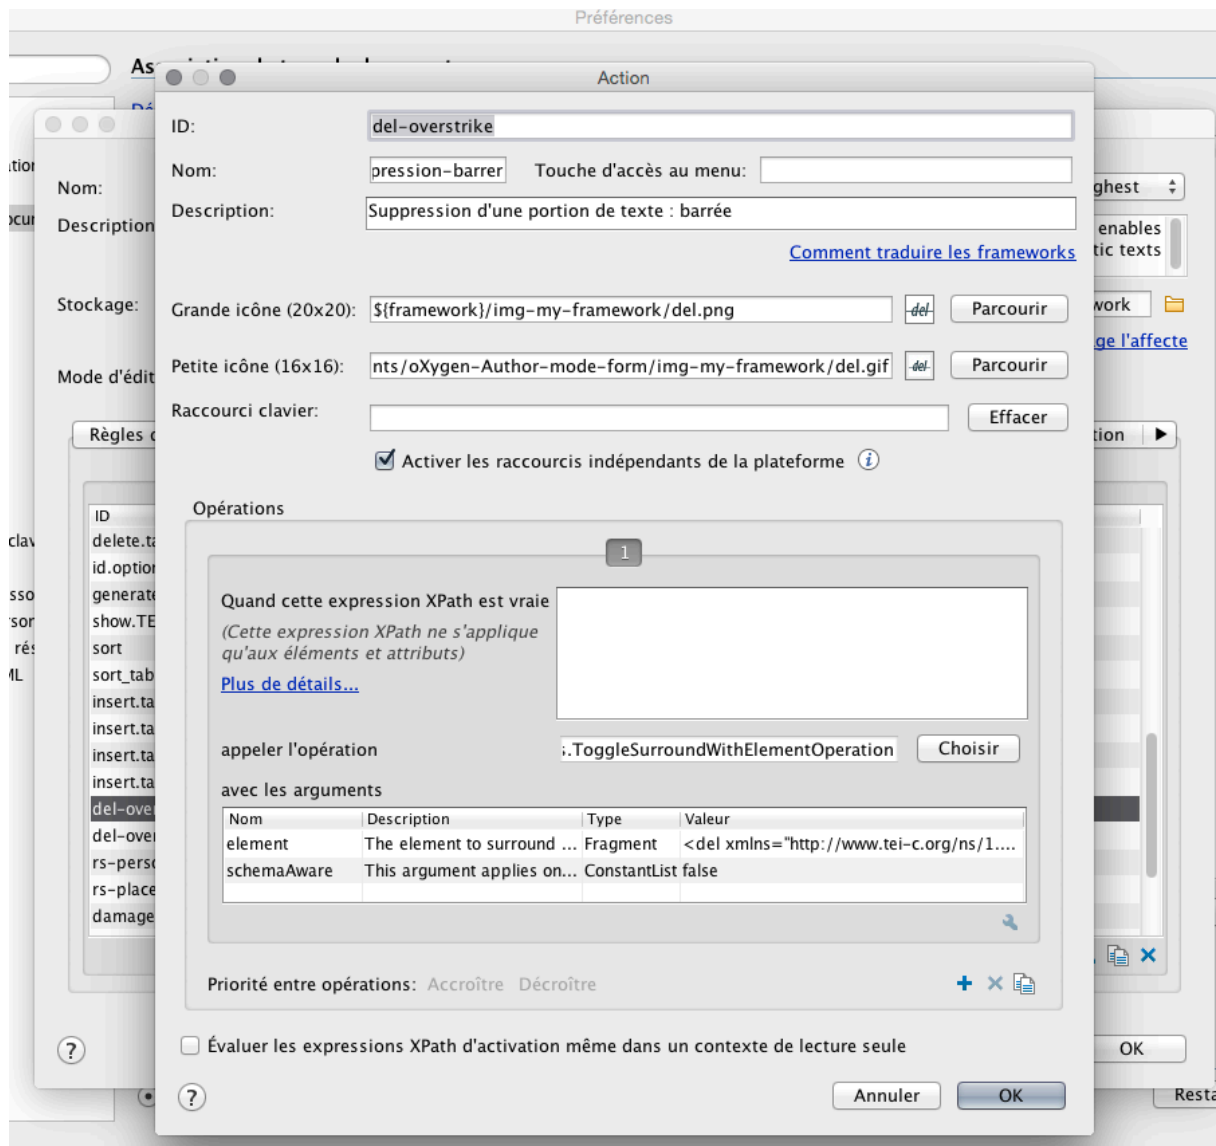 Préférences
Action
ID: del-overstrike
Nom: pression-barrer Touche d'accès au menu:
Description: Suppression d'une portion de texte : barrée
Comment traduire les frameworks
Grande icône (20x20): ${framework}/img-my-framework/del.png del Parcourir
Petite icône (16x16): nts/oXygen-Author-mode-form/img-my-framework/del.gif del Parcourir
Raccourci clavier: Effacer
Activer les raccourcis indépendants de la plateforme i
Opérations
1
Quand cette expression XPath est vraie
(Cette expression XPath ne s'applique
qu'aux éléments et attributs)
Plus de détails...
appeler l'opération .ToggleSurroundWithElementOperation Choisir
avec les arguments
Nom Description Type Valeur
element The element to surround ... Fragment <del xmlns="http://www.tei-c.org/ns/1....
schemaAware This argument applies on... ConstantList false
Priorité entre opérations: Accroître Décroître
Évaluer les expressions XPath d'activation même dans un contexte de lecture seule
? Annuler OK
Nom:
Description
Stockage:
Mode d'édit
Règles
ID
delete.ta
id.option
generate
show.TE
sort
sort_tab
insert.ta
insert.ta
insert.ta
insert.ta
del-over
del-over
rs-perso
rs-place
damage
?
ghest
enables
tic texts
work
ge l'affecte
tion
OK
Resta